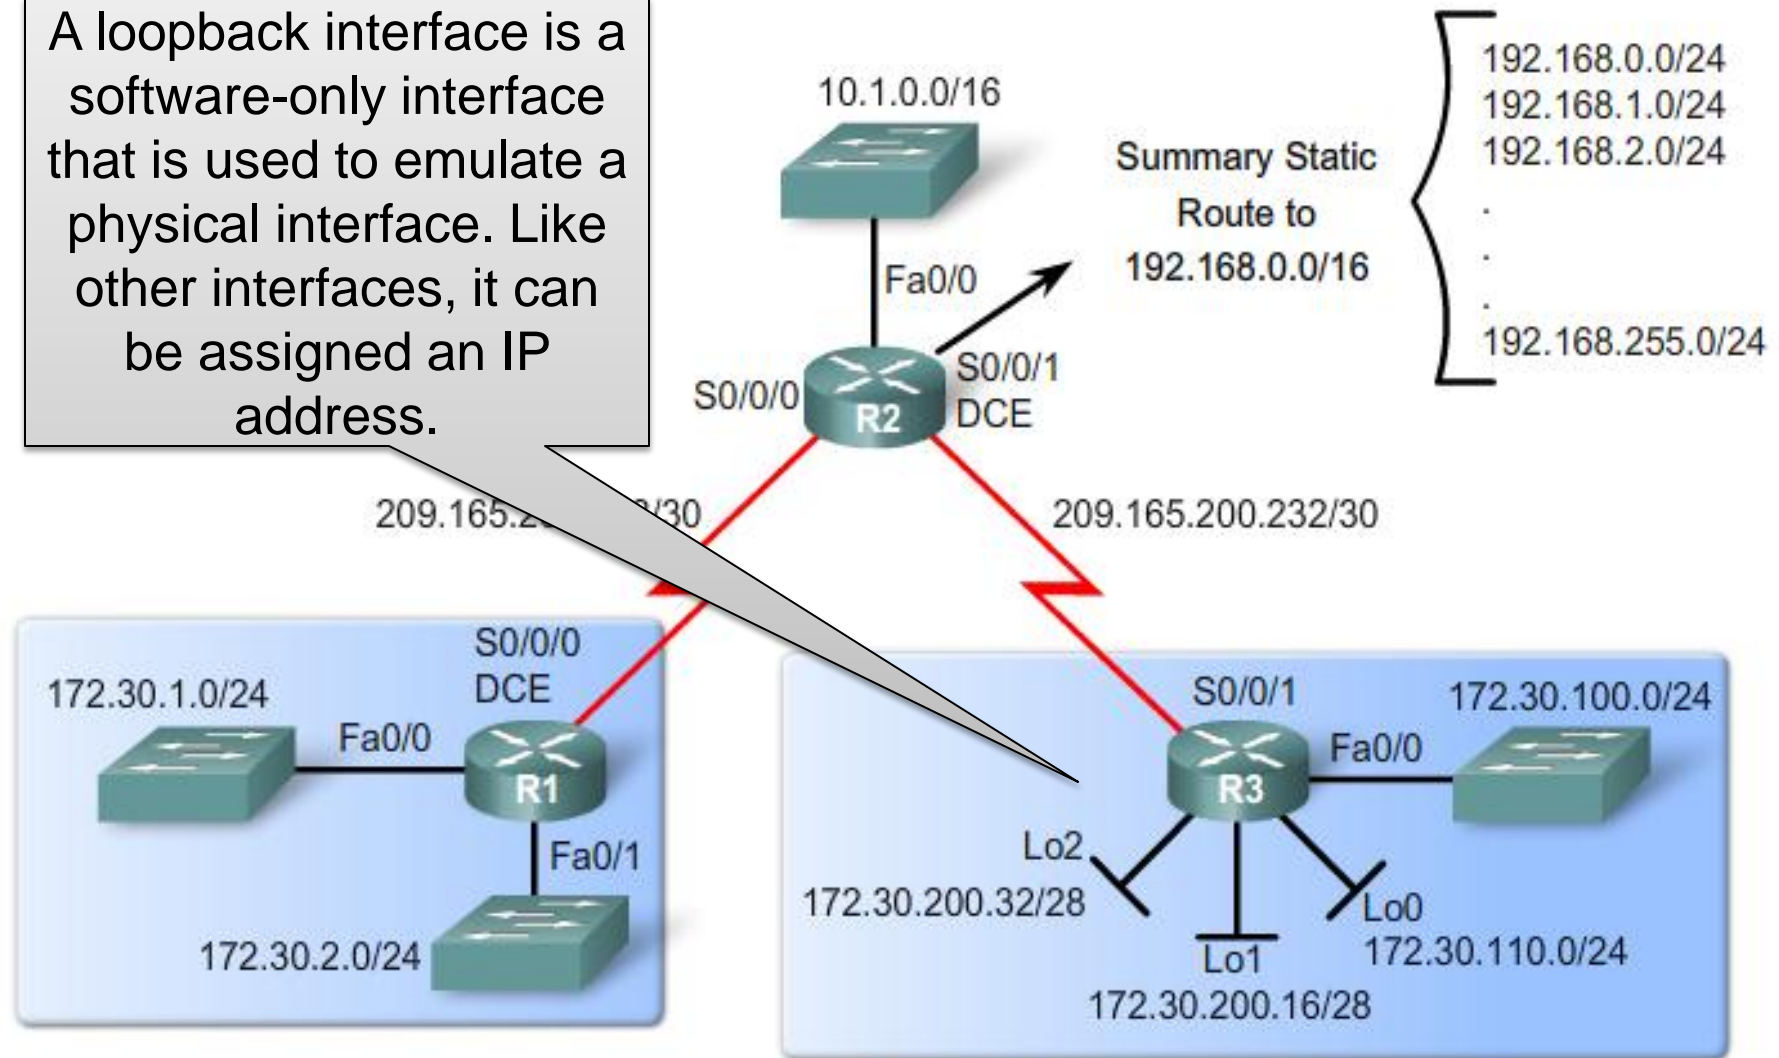 A loopback interface is a
software-only interface
that is used to emulate a
physical interface. Like
other interfaces, it can
be assigned an IP
address.
10.1.0.0/16
Fa0/0
Summary Static
Route to
192.168.0.0/16
192.168.0.0/24
192.168.1.0/24
192.168.2.0/24
.
.
.
192.168.255.0/24
S0/0/0
R2
S0/0/1
DCE
/30
209.165.200.232/30
S0/0/0
DCE
172.30.1.0/24
Fa0/0
R1
Fa0/1
172.30.2.0/24
S0/0/1
172.30.100.0/24
Fa0/0
R3
Lo2
172.30.200.32/28
Lo1
172.30.200.16/28
Lo0
172.30.110.0/24